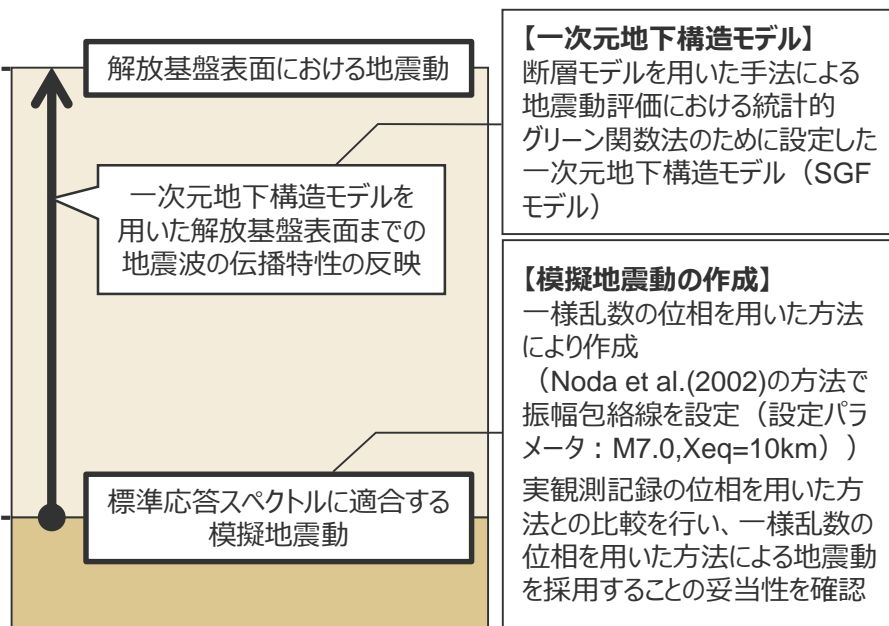 解放基盤表面における地震動
一次元地下構造モデルを
用いた解放基盤表面までの
地震波の伝播特性の反映
標準応答スペクトルに適合する
模擬地震動
【一次元地下構造モデル】
断層モデルを用いた手法による
地震動評価における統計的
グリーン関数法のために設定した
一次元地下構造モデル（SGF
モデル）
【模擬地震動の作成】
一様乱数の位相を用いた方法
により作成
（Noda et al.(2002)の方法で
振幅包絡線を設定（設定パラ
メータ：M7.0,Xeq=10km））
実観測記録の位相を用いた方
法との比較を行い、一様乱数の
位相を用いた方法による地震動
を採用することの妥当性を確認